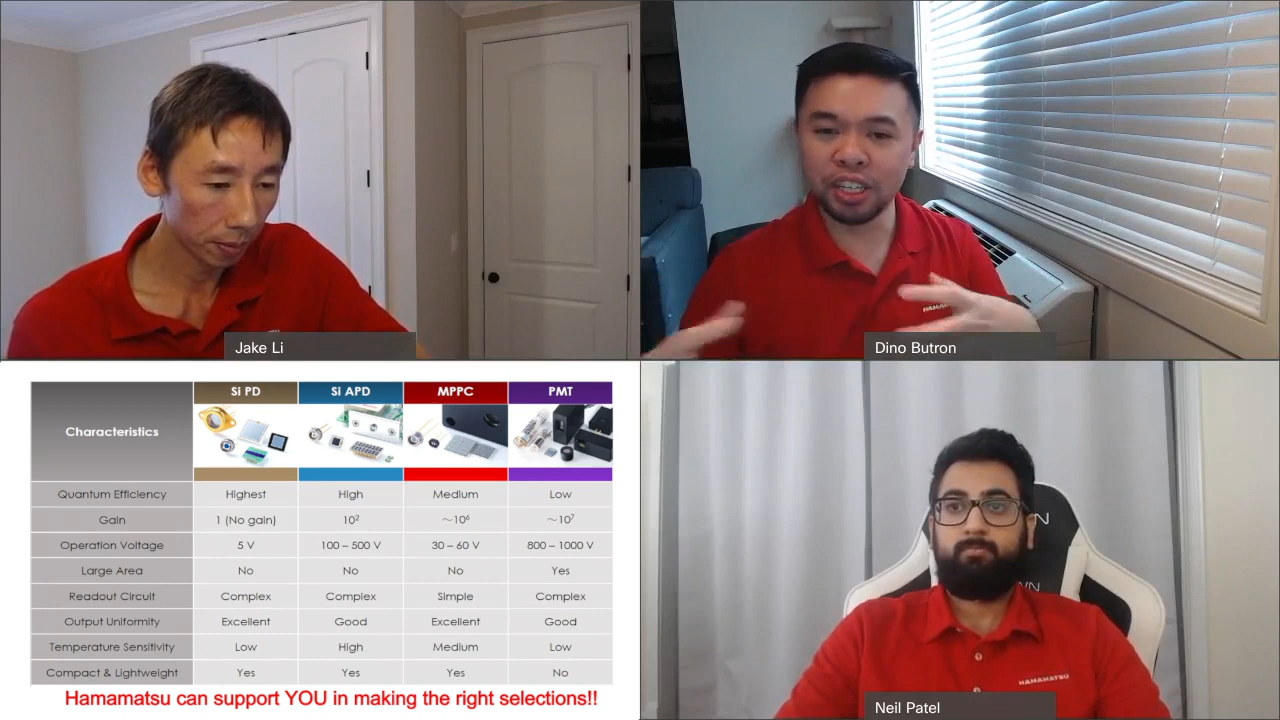 Jake Li
Dino Butron
Si PD Si APD MPPC PMT
Characteristics
Quantum Efficiency Highest High Medium Low
Gain 1 (No gain) 10² ~10⁶ ~10⁷
Operation Voltage 5 V 100 – 500 V 30 – 60 V 800 – 1000 V
Large Area No No No Yes
Readout Circuit Complex Complex Simple Complex
Output Uniformity Excellent Good Excellent Good
Temperature Sensitivity Low High Medium Low
Compact & Lightweight Yes Yes Yes No
Hamamatsu can support YOU in making the right selections!!
HAMAMATSU
Neil Patel